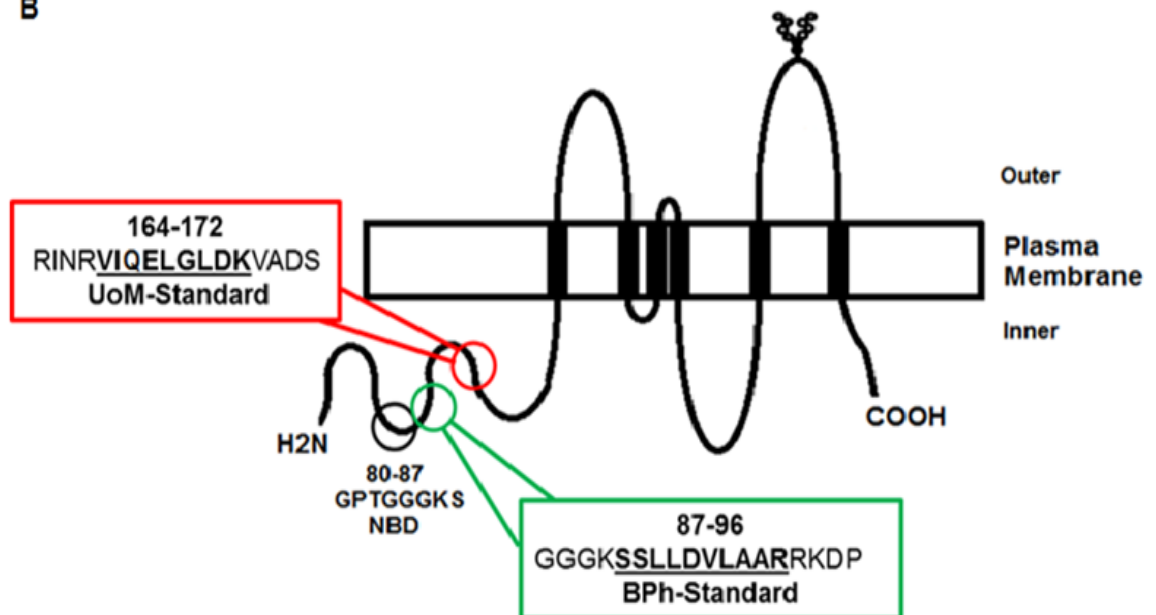 B
Outer
164-172
RINRVIQELGLDKVADS
UoM-Standard
Plasma
Membrane
Inner
H2N
COOH
80-87
GPTGGGKS
NBD
87-96
GGGKSSLLDVLAARRKDP
BPh-Standard